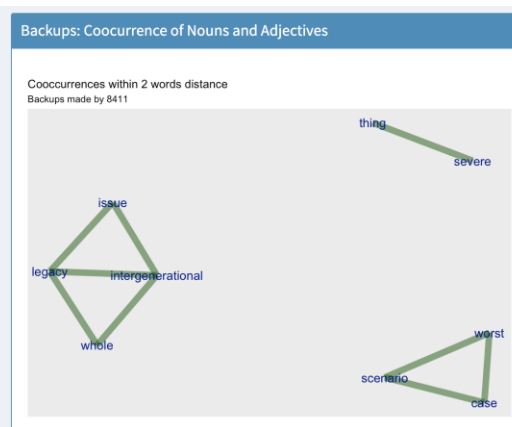 Backups: Coocurrence of Nouns and Adjectives
Cooccurrences within 2 words distance
Backups made by 8411
thing
severe
issue
legacy
intergenerational
whole
worst
scenario
case